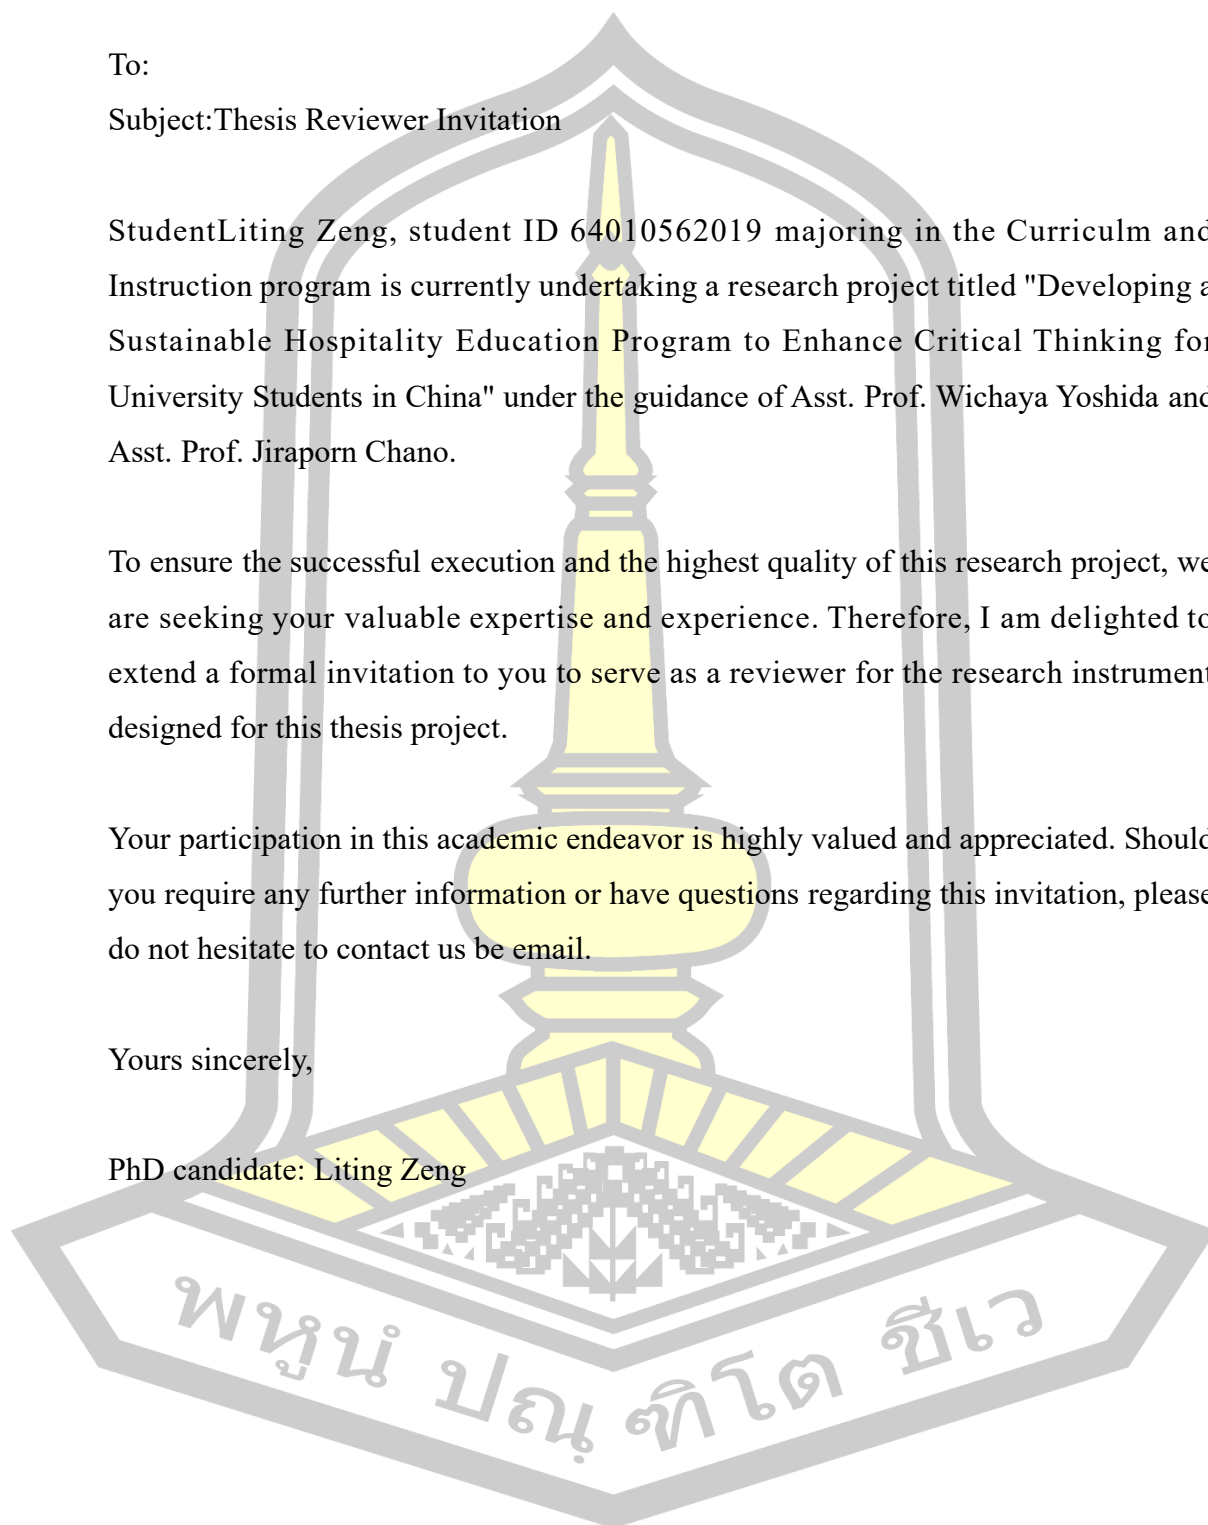 To:
Subject:Thesis Reviewer Invitation
StudentLiting Zeng, student ID 64010562019 majoring in the Curriculm and
Instruction program is currently undertaking a research project titled "Developing a
Sustainable Hospitality Education Program to Enhance Critical Thinking for
University Students in China" under the guidance of Asst. Prof. Wichaya Yoshida and
Asst. Prof. Jiraporn Chano.
To ensure the successful execution and the highest quality of this research project, we
are seeking your valuable expertise and experience. Therefore, I am delighted to
extend a formal invitation to you to serve as a reviewer for the research instrument
designed for this thesis project.
Your participation in this academic endeavor is highly valued and appreciated. Should
you require any further information or have questions regarding this invitation, please
do not hesitate to contact us be email.
Yours sincerely,
PhD candidate: Liting Zeng
พหูนํ ปณฺฑิโต ชีเว